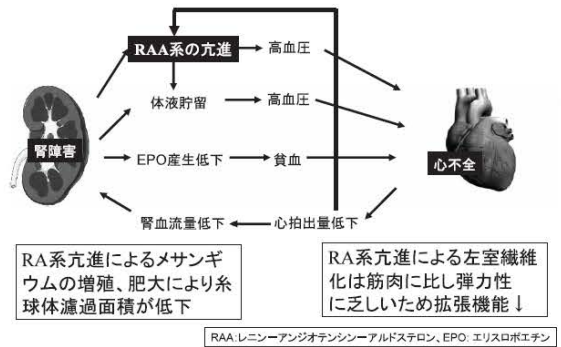 RAA系の亢進
高血圧
体液貯留
高血圧
腎障害
EPO産生低下
貧血
心不全
腎血流量低下
心拍出量低下
RA系亢進によるメサンギ
ウムの増殖、肥大により糸
球体濾過面積が低下
RA系亢進による左室繊維
化は筋肉に比し弾力性
に乏しいため拡張機能↓
RAA:レニンーアンジオテンシンーアルドステロン、EPO: エリスロポエチン